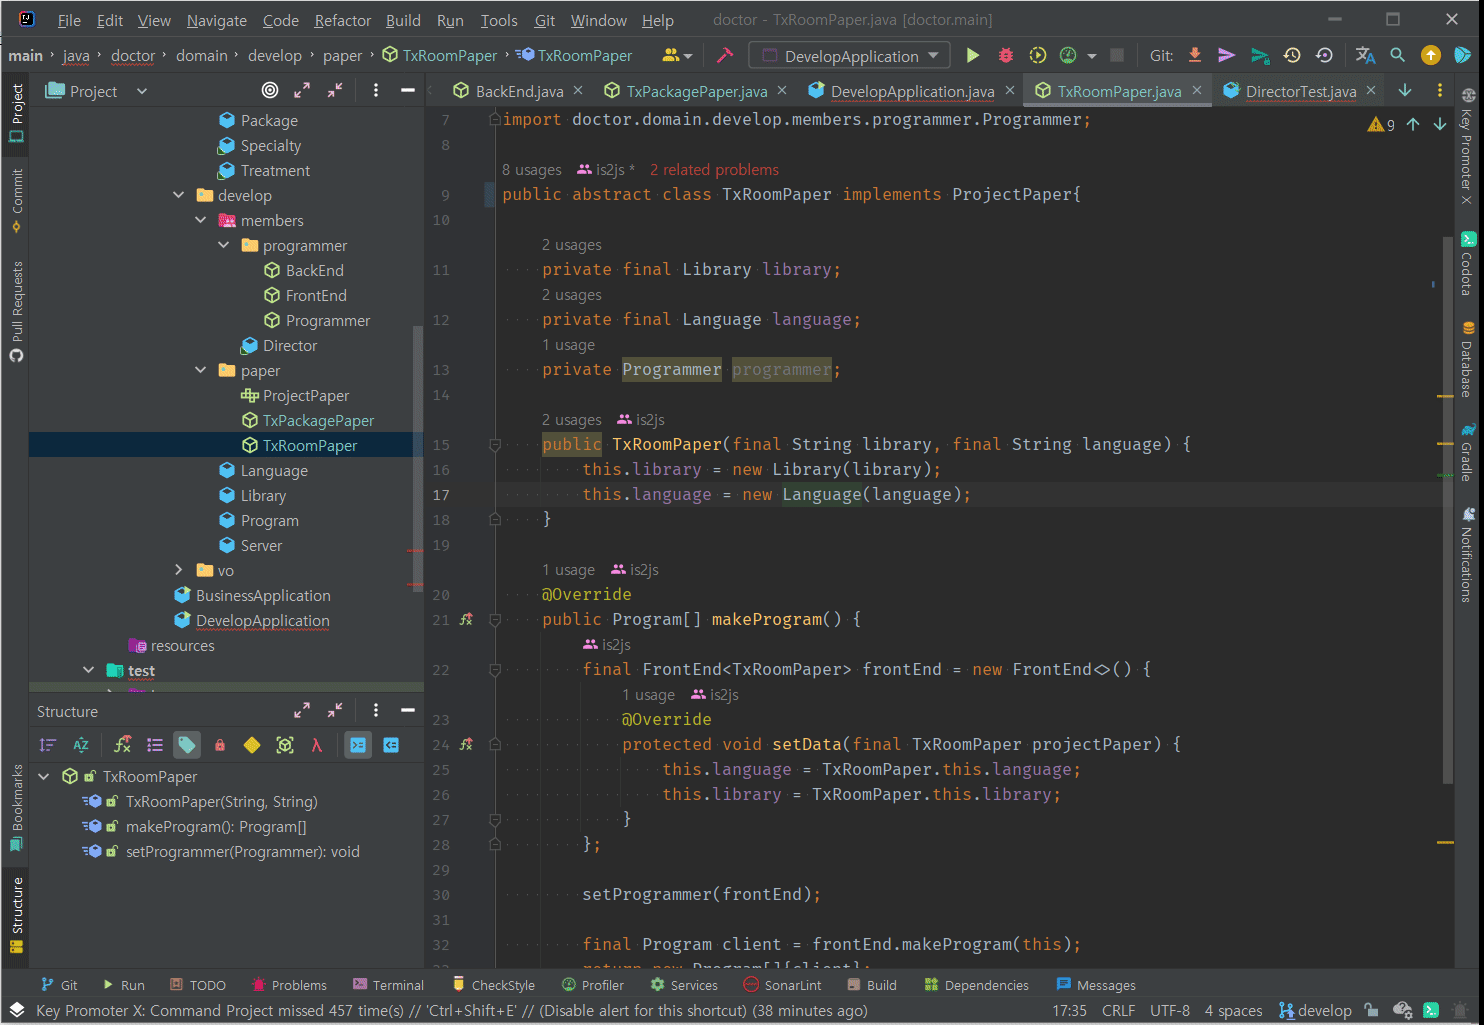 File Edit View Navigate Code Refactor Build Run Tools Git Window Help doctor - TxRoomPaper.java [doctor.main]
main java doctor domain develop paper TxRoomPaper TxRoomPaper DevelopApplication Git:
Project
BackEnd.java TxPackagePaper.java DevelopApplication.java TxRoomPaper.java DirectorTest.java
Project
Commit
Pull Requests
Bookmarks
Structure
Package
Specialty
Treatment
develop
members
programmer
BackEnd
FrontEnd
Programmer
Director
paper
ProjectPaper
TxPackagePaper
TxRoomPaper
Language
Library
Program
Server
vo
BusinessApplication
DevelopApplication
resources
test
Structure
TxRoomPaper
TxRoomPaper(String, String)
makeProgram(): Program[]
setProgrammer(Programmer): void
9
7 import doctor.domain.develop.members.programmer.Programmer;
8
8 usages is2js * 2 related problems
9 public abstract class TxRoomPaper implements ProjectPaper{
10
2 usages
11 private final Library library;
2 usages
12 private final Language language;
1 usage
13 private Programmer programmer;
14
2 usages is2js
15 public TxRoomPaper(final String library, final String language) {
16 this.library = new Library(library);
17 this.language = new Language(language);
18 }
19
1 usage is2js
20 @Override
21 public Program[] makeProgram() {
is2js
22 final FrontEnd<TxRoomPaper> frontEnd = new FrontEnd<>() {
1 usage is2js
23 @Override
24 protected void setData(final TxRoomPaper projectPaper) {
25 this.language = TxRoomPaper.this.language;
26 this.library = TxRoomPaper.this.library;
27 }
28 };
29
30 setProgrammer(frontEnd);
31
32 final Program client = frontEnd.makeProgram(this);
return new Program[]{client};
Key Promoter X
Codota
Database
Gradle
Notifications
Git Run TODO Problems Terminal CheckStyle Profiler Services SonarLint Build Dependencies Messages
Key Promoter X: Command Project missed 457 time(s) // 'Ctrl+Shift+E' // (Disable alert for this shortcut) (38 minutes ago) 17:35 CRLF UTF-8 4 spaces develop